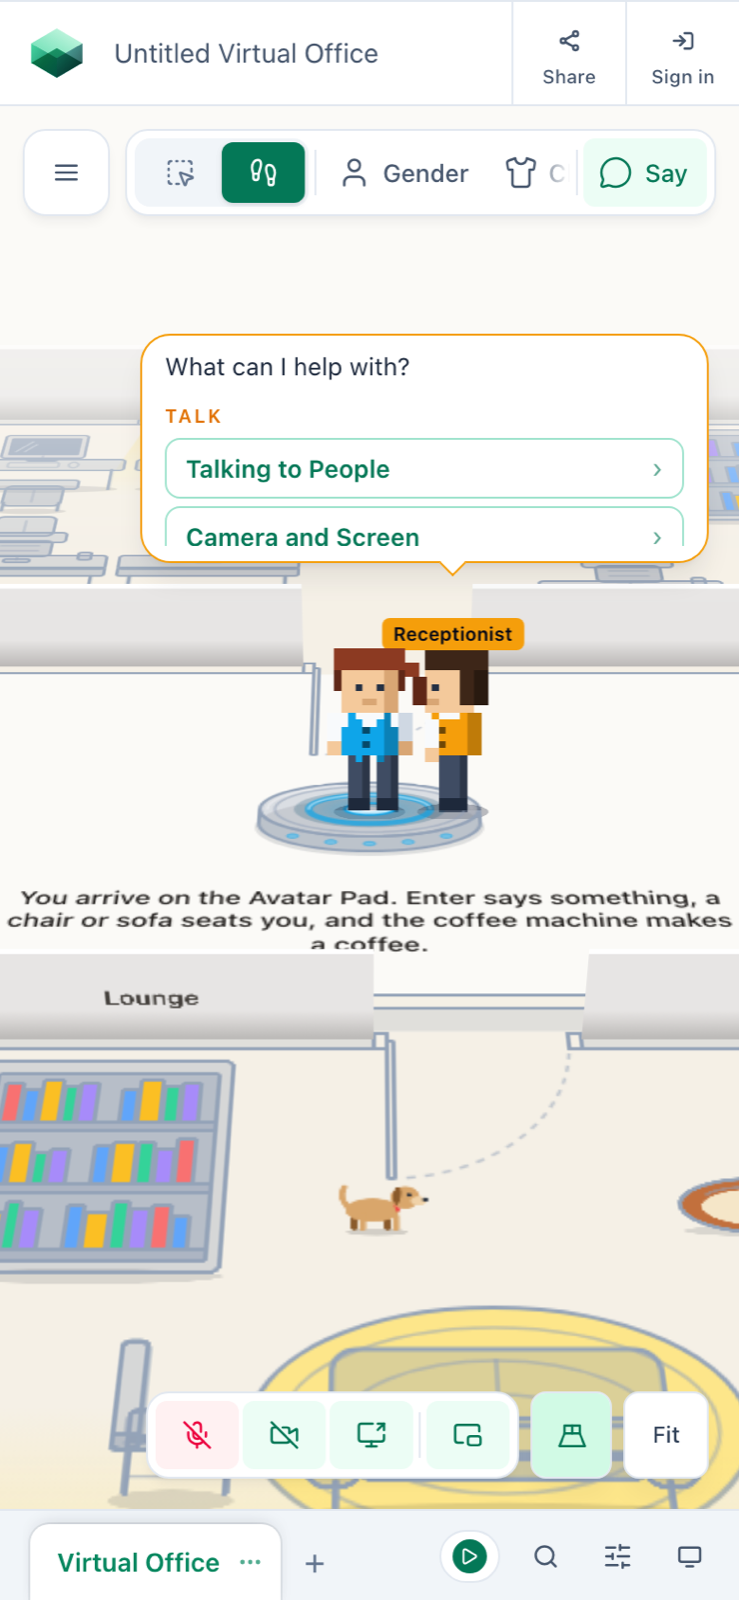 Untitled Virtual Office
Share
Sign in
Gender
C
Say
What can I help with?
TALK
Talking to People
Camera and Screen
Receptionist
You arrive on the Avatar Pad. Enter says something, a
chair or sofa seats you, and the coffee machine makes
a coffee.
Lounge
Fit
Virtual Office